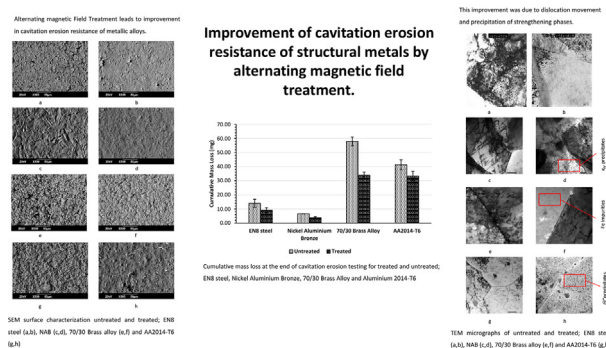 Alternating magnetic Field Treatment leads to improvement
in cavitation erosion resistance of metallic alloys.
a
b
c
d
e
f
g
h
SEM surface characterization untreated and treated; EN8
steel (a,b), NAB (c,d), 70/30 Brass alloy (e,f) and AA2014-T6
(g,h)
Improvement of cavitation erosion
resistance of structural metals by
alternating magnetic field
treatment.
Cumulative Mass Loss (mg)
70.00
60.00
50.00
40.00
30.00
20.00
10.00
0.00
EN8 steel
Nickel Aluminium
Bronze
70/30 Brass Alloy
AA2014-T6
Untreated
Treated
Cumulative mass loss at the end of cavitation erosion testing for treated and untreated;
EN8 steel, Nickel Aluminium Bronze, 70/30 Brass Alloy and Aluminium 2014-T6
This improvement was due to dislocation movement
and precipitation of strengthening phases.
a
b
c
d
e
Fe Impurities
f
g
h
TEM micrographs of untreated and treated; EN8 ste
(a,b), NAB (c,d), 70/30 Brass alloy (e,f) and AA2014-T6 (g,